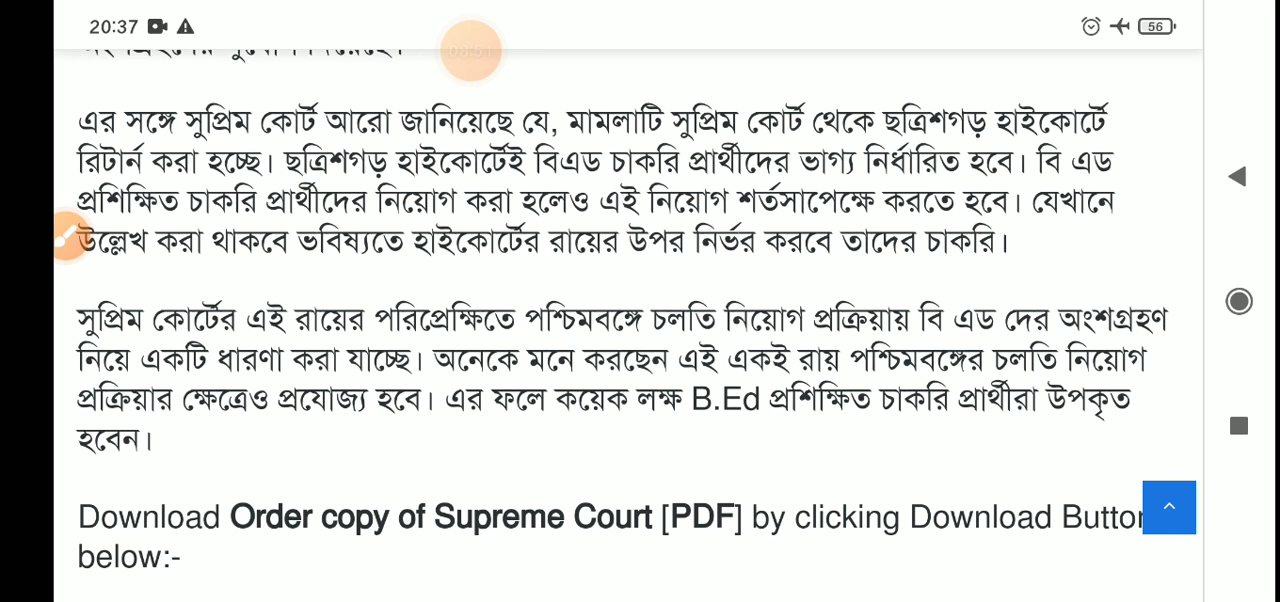 20:37
56
এর সঙ্গে সুপ্রিম কোর্ট আরো জানিয়েছে যে, মামলাটি সুপ্রিম কোর্ট থেকে ছত্রিশগড় হাইকোর্টে
রিটার্ন করা হচ্ছে। ছত্রিশগড় হাইকোর্টেই বিএড চাকরি প্রার্থীদের ভাগ্য নির্ধারিত হবে। বি এড
প্রশিক্ষিত চাকরি প্রার্থীদের নিয়োগ করা হলেও এই নিয়োগ শর্তসাপেক্ষে করতে হবে। যেখানে
উল্লেখ করা থাকবে ভবিষ্যতে হাইকোর্টের রায়ের উপর নির্ভর করবে তাদের চাকরি।
সুপ্রিম কোর্টের এই রায়ের পরিপ্রেক্ষিতে পশ্চিমবঙ্গে চলতি নিয়োগ প্রক্রিয়ায় বি এড দের অংশগ্রহণ
নিয়ে একটি ধারণা করা যাচ্ছে। অনেকে মনে করছেন এই একই রায় পশ্চিমবঙ্গের চলতি নিয়োগ
প্রক্রিয়ার ক্ষেত্রেও প্রযোজ্য হবে। এর ফলে কয়েক লক্ষ B.Ed প্রশিক্ষিত চাকরি প্রার্থীরা উপকৃত
হবেন।
Download Order copy of Supreme Court [PDF] by clicking Download Button
below:-